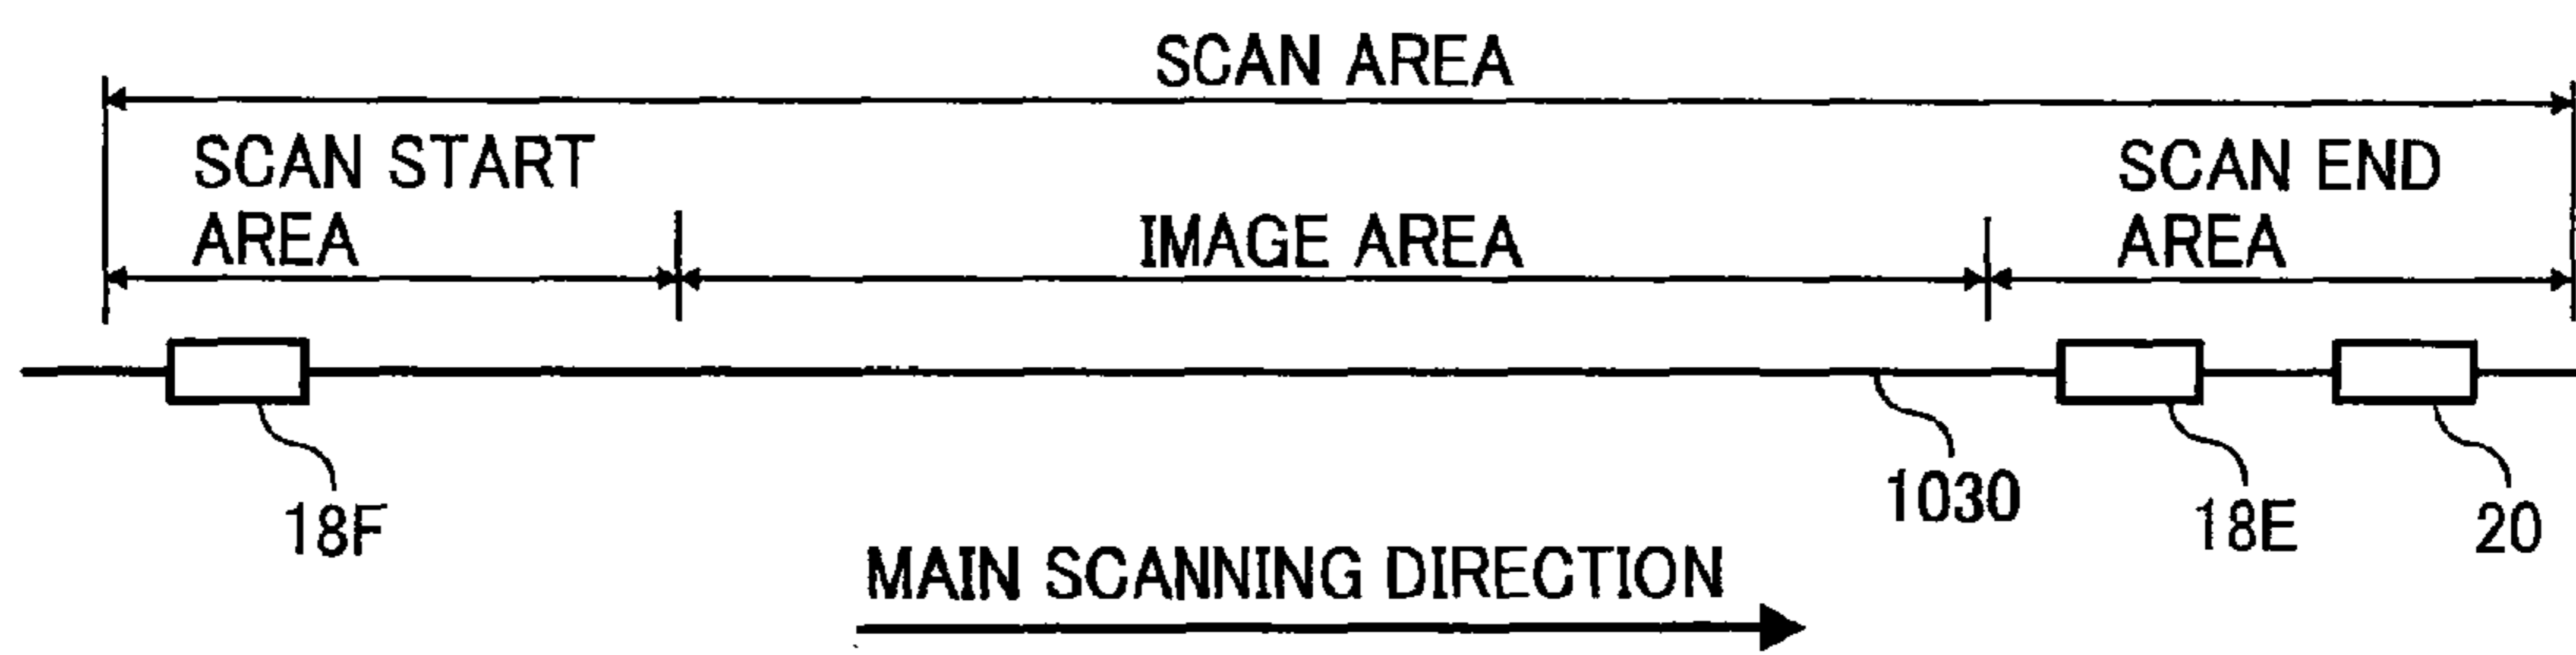 SCAN AREA
SCAN START
AREA
IMAGE AREA
SCAN END
AREA
18F
1030
18E
20
MAIN SCANNING DIRECTION